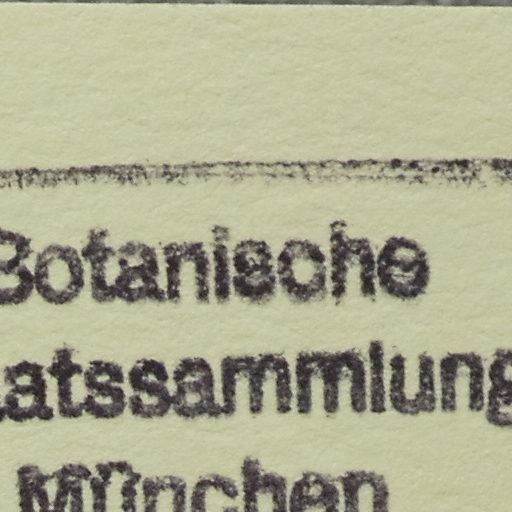 Botanische
atssammlung
München